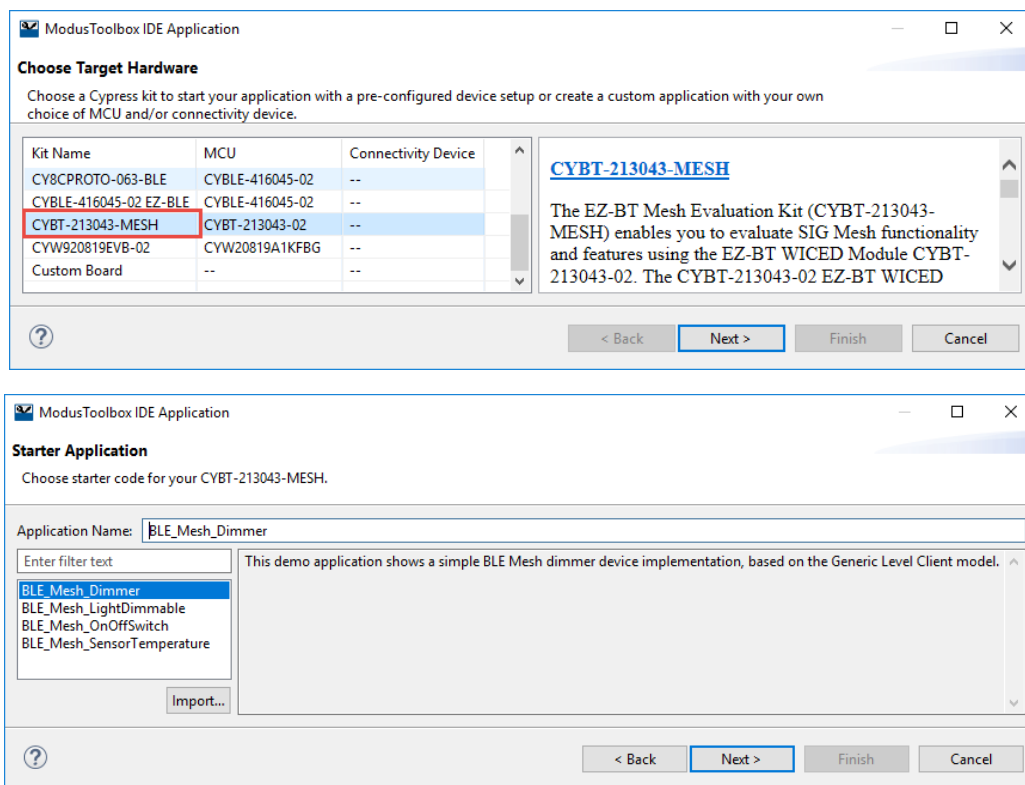 ModusToolbox IDE Application
Choose Target Hardware
Choose a Cypress kit to start your application with a pre-configured device setup or create a custom application with your own
choice of MCU and/or connectivity device.
Kit Name MCU Connectivity Device
CY8CPROTO-063-BLE CYBLE-416045-02 --
CYBLE-416045-02 EZ-BLE CYBLE-416045-02 --
CYBT-213043-MESH CYBT-213043-02 --
CYW920819EVB-02 CYW20819A1KFBG --
Custom Board -- --
CYBT-213043-MESH
The EZ-BT Mesh Evaluation Kit (CYBT-213043-
MESH) enables you to evaluate SIG Mesh functionality
and features using the EZ-BT WICED Module CYBT-
213043-02. The CYBT-213043-02 EZ-BT WICED
? < Back Next > Finish Cancel
ModusToolbox IDE Application
Starter Application
Choose starter code for your CYBT-213043-MESH.
Application Name: BLE_Mesh_Dimmer
Enter filter text
BLE_Mesh_Dimmer
BLE_Mesh_LightDimmable
BLE_Mesh_OnOffSwitch
BLE_Mesh_SensorTemperature
Import...
This demo application shows a simple BLE Mesh dimmer device implementation, based on the Generic Level Client model.
? < Back Next > Finish Cancel